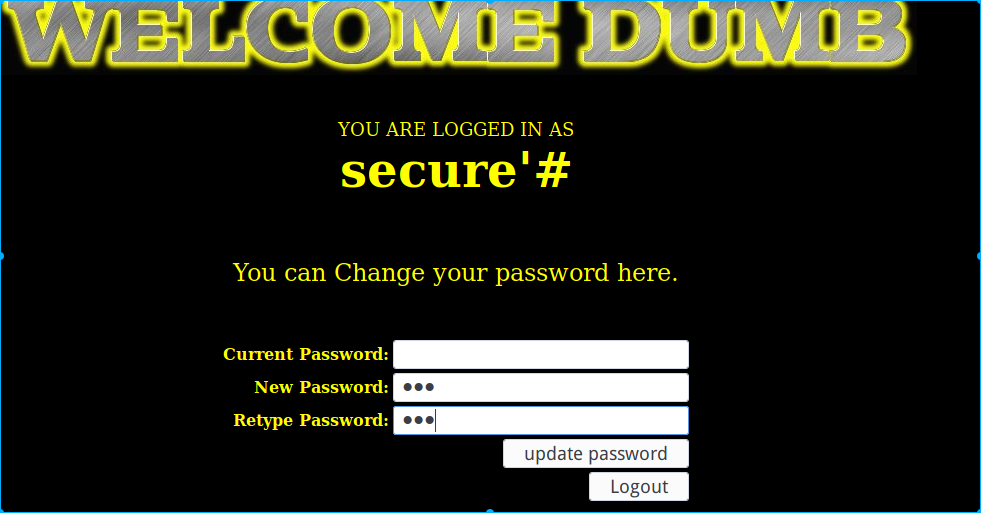 WELCOME DUMB
YOU ARE LOGGED IN AS
secure'#
You can Change your password here.
Current Password:
New Password: •••
Retype Password: •••
update password
Logout